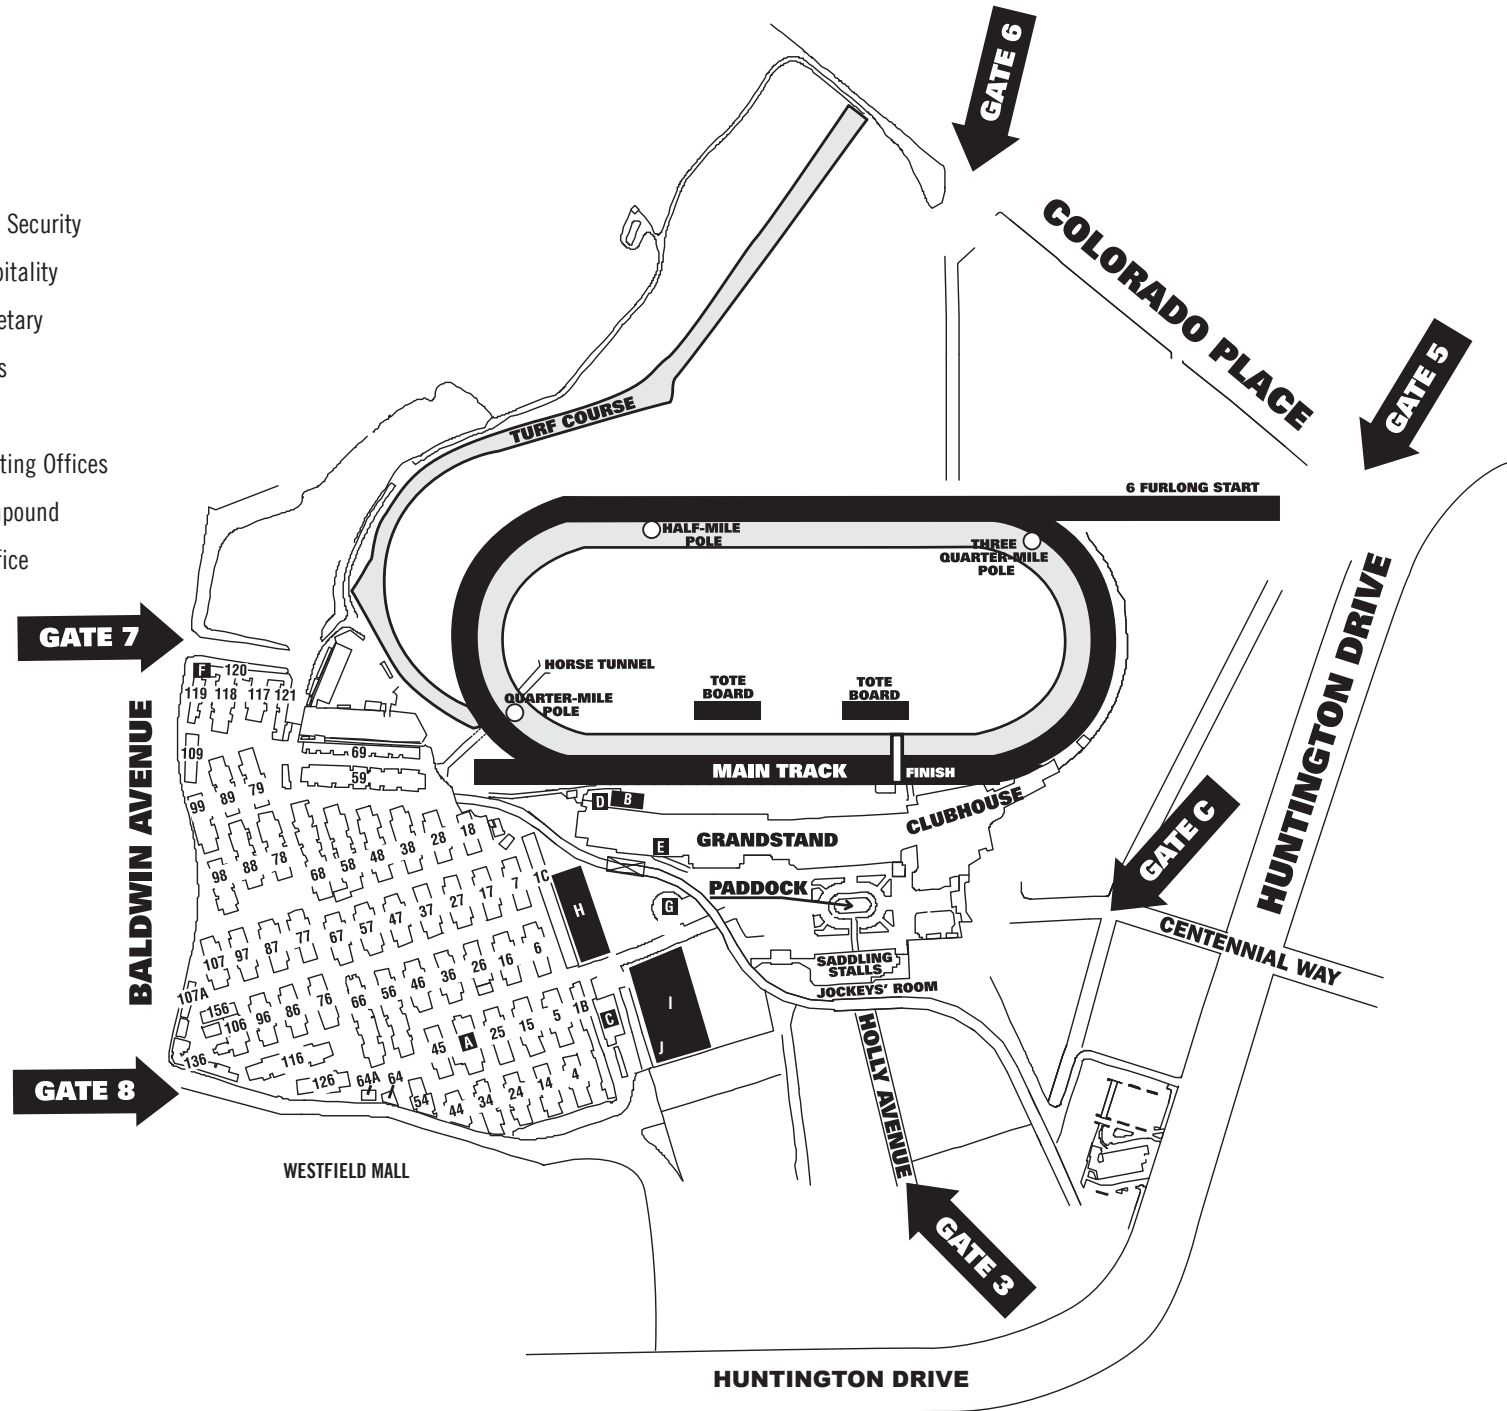 GATE 6
Security
COLORADO PLACE
pitality
etary
s
GATE 5
TURF COURSE
ting Offices
6 FURLONG START
pound
HALF-MILE
POLE
THREE
QUARTER-MILE
POLE
fice
HUNTINGTON DRIVE
GATE 7
HORSE TUNNEL
F 120
119 118 117 121
TOTE
BOARD
TOTE
BOARD
QUARTER-MILE
POLE
BALDWIN AVENUE
109
69
59
MAIN TRACK
FINISH
99 89 79
D B
CLUBHOUSE
GATE C
GRANDSTAND
E
98 88 78 68 58 48 38 28 18
PADDOCK
107 97 87 77 67 57 47 37 27 17 7 1C
H
G
CENTENNIAL WAY
SADDLING
STALLS
JOCKEYS' ROOM
107A
156
106 96 86 76 66 56 46 36 26 16 6
I
J
HOLLY AVENUE
136
116
45 A 25 15 5 1B C
GATE 8
126 64A 64 54 44 34 24 14 4
WESTFIELD MALL
GATE 3
HUNTINGTON DRIVE